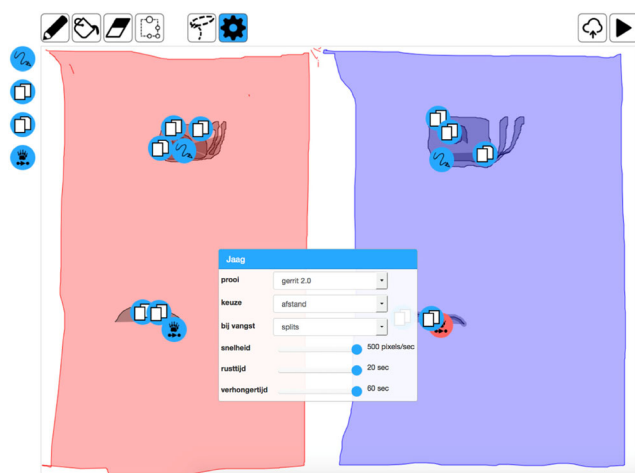 Jaag
prooi gerrit 2.0
keuze afstand
bij vangst splits
snelheid 500 pixels/sec
rusttijd 20 sec
verhongertijd 60 sec